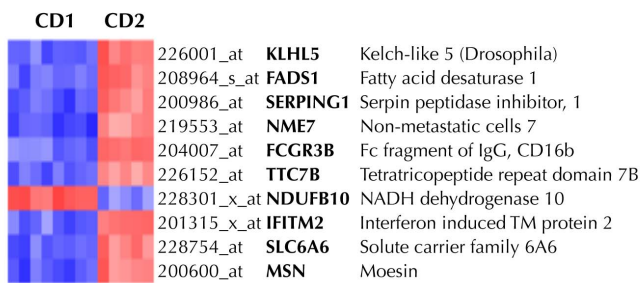 CD1 CD2
226001_at KLHL5 Kelch-like 5 (Drosophila)
208964_s_at FADS1 Fatty acid desaturase 1
200986_at SERPING1 Serpin peptidase inhibitor, 1
219553_at NME7 Non-metastatic cells 7
204007_at FCGR3B Fc fragment of IgG, CD16b
226152_at TTC7B Tetratricopeptide repeat domain 7B
228301_x_at NDUFB10 NADH dehydrogenase 10
201315_x_at IFITM2 Interferon induced TM protein 2
228754_at SLC6A6 Solute carrier family 6A6
200600_at MSN Moesin